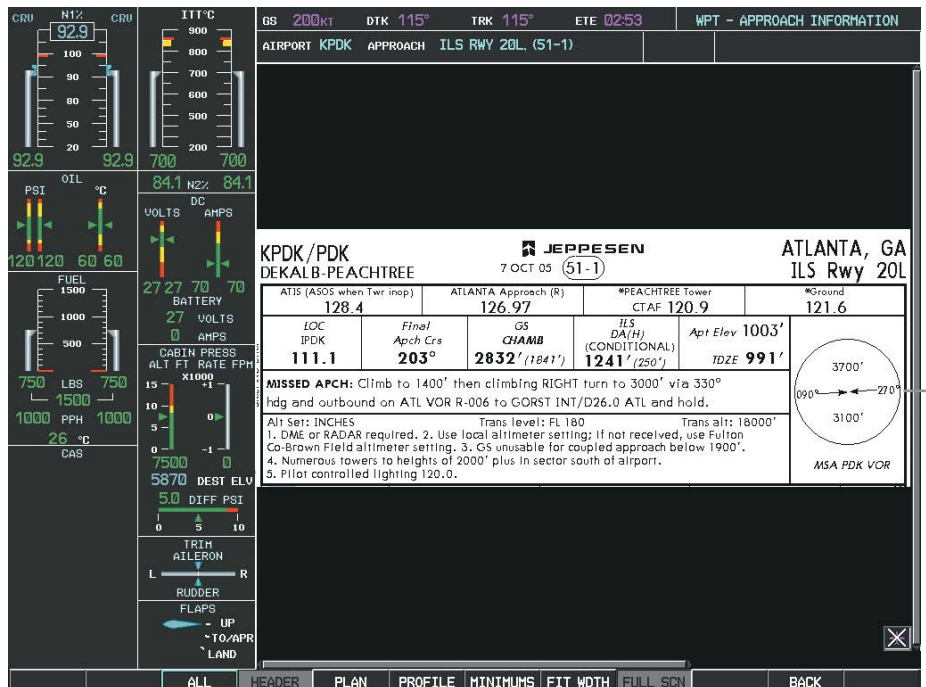 GS 200KT DTK 115° TRK 115° ETE 02:53 WPT - APPROACH INFORMATION
AIRPORT KPDK APPROACH ILS RWY 20L, (51-1)
CRU N1% CRU
92.9
100
90
80
50
20
92.9 92.9
ITT°C
900
800
700
600
500
200
700 700
84.1 N2% 84.1
OIL
PSI °C
120 120 60 60
DC
VOLTS AMPS
27 27 70 70
BATTERY
27 VOLTS
0 AMPS
FUEL
1500
1000
500
0
750 LBS 750
1500
1000 PPH 1000
26 °C
CAS
CABIN PRESS
ALT FT RATE FPM
X1000
15 +1
10
5 0
0 -1
7500 0
5870 DEST ELV
5.0 DIFF PSI
0 5 10
TRIM
AILERON
L R
RUDDER
FLAPS
UP
TO/APR
LAND
KPDK/PDK
DEKALB-PEACHTREE
JEPPESEN
7 OCT 05 51-1
ATLANTA, GA
ILS Rwy 20L
ATIS (ASOS when Twr inop) ATLANTA Approach (R) *PEACHTREE Tower *Ground
128.4 126.97 CTAF 120.9 121.6
LOC
IPDK
111.1
Final
Apch Crs
203°
GS
CHAMB
2832' (1841')
ILS
DA(H)
(CONDITIONAL)
1241' (250')
Apt Elev 1003'
TDZE 991'
MISSED APCH: Climb to 1400' then climbing RIGHT turn to 3000' via 330°
hdg and outbound on ATL VOR R-006 to GORST INT/D26.0 ATL and hold.
Alt Set: INCHES Trans level: FL 180 Trans alt: 18000'
1. DME or RADAR required. 2. Use local altimeter setting; if not received, use Fulton
Co-Brown Field altimeter setting. 3. GS unusable for coupled approach below 1900'.
4. Numerous towers to heights of 2000' plus in sector south of airport.
5. Pilot controlled lighting 120.0.
3700'
090° 270°
3100'
MSA PDK VOR
ALL HEADER PLAN PROFILE MINIMUMS FIT WDTH FULL SCN BACK